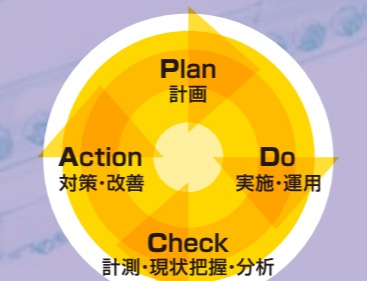 Plan
計画
Action
対策・改善
Do
実施・運用
Check
計測・現状把握・分析